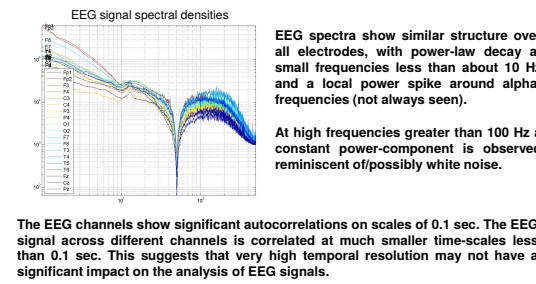 EEG signal spectral densities
EEG spectra show similar structure over
all electrodes, with power-law decay a
small frequencies less than about 10 Hz
and a local power spike around alpha
frequencies (not always seen).
At high frequencies greater than 100 Hz a
constant power-component is observed
reminiscent of/possibly white noise.
Fp1
Fp2
F3
F4
C3
C4
P3
P4
O1
O2
F7
F8
T3
T4
T5
T6
Fz
Cz
Pz
The EEG channels show significant autocorrelations on scales of 0.1 sec. The EEG
signal across different channels is correlated at much smaller time-scales less
than 0.1 sec. This suggests that very high temporal resolution may not have a
significant impact on the analysis of EEG signals.